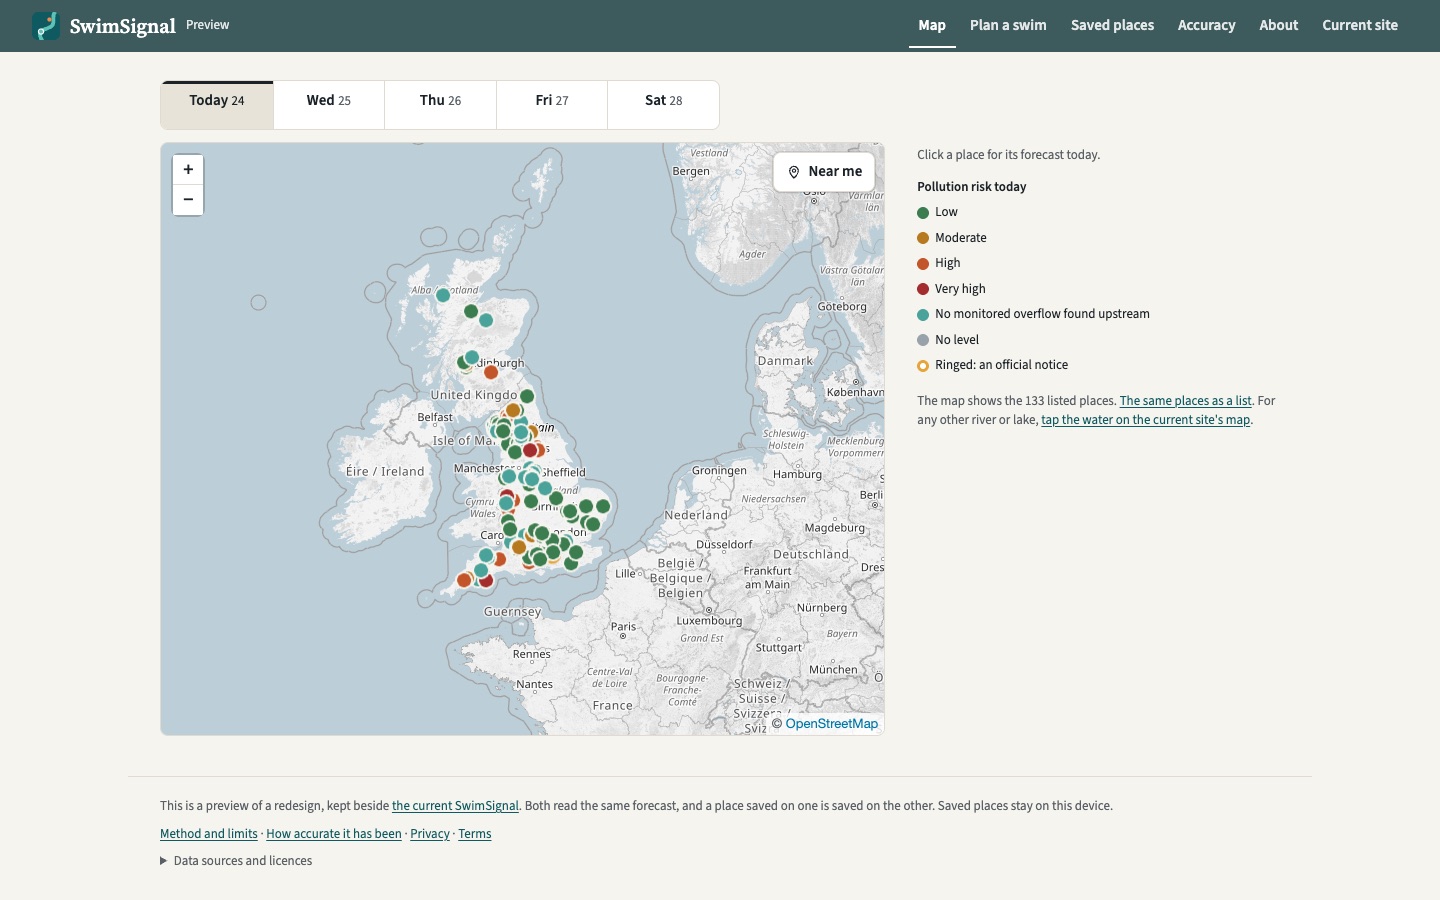 SwimSignal Preview
Map Plan a swim Saved places Accuracy About Current site
Today 24 Wed 25 Thu 26 Fri 27 Sat 28
+
−
Near me
Vestland
Bergen
Oslo
Agder
Västra Götalands
län
Göteborg
Alba / Scotland
Danmark
København
Edinburgh
United Kingdo
Belfast
Isle of Ma
tain
Schleswig-
Holstein
Mecklenburg
Vorpommern
Éire / Ireland
Manchester
Sheffield
Groningen
Hamburg
Niedersachsen
Berli
Cymru
Wales
Nederland
Magdeburg
Card
Düsseldorf
Deutschland
Lille
België /
Belgique /
Belgien
Frankfurt
am Main
Dres
Guernsey
Luxembourg
Nürnberg
Paris
Grand Est
Bayern
Stuttgart
Rennes
München
Centre-Val
de Loire
Bourgogne-
Franche-
Comté
Nantes
France
Schweiz /
Suisse /
Svizzera /
Sviz
© OpenStreetMap
Click a place for its forecast today.
Pollution risk today
Low
Moderate
High
Very high
No monitored overflow found upstream
No level
Ringed: an official notice
The map shows the 133 listed places. The same places as a list. For
any other river or lake, tap the water on the current site's map.
This is a preview of a redesign, kept beside the current SwimSignal. Both read the same forecast, and a place saved on one is saved on the other. Saved places stay on this device.
Method and limits · How accurate it has been · Privacy · Terms
Data sources and licences